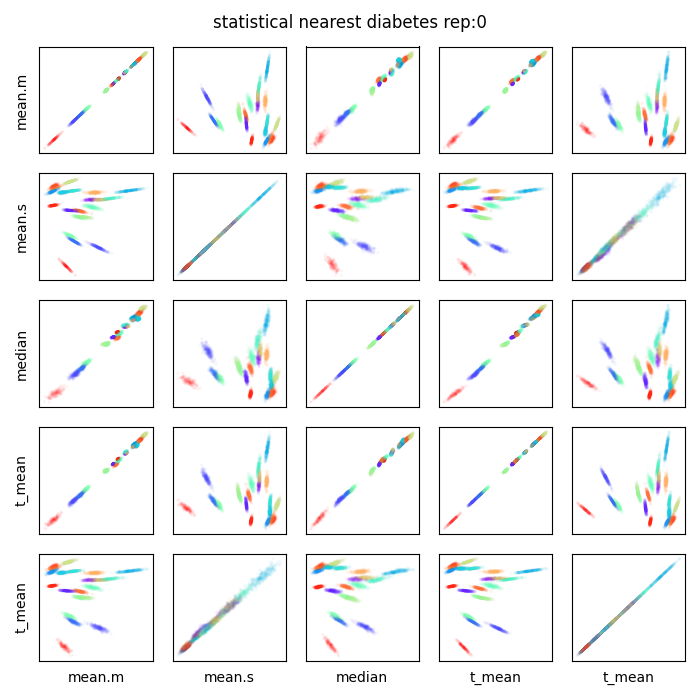 statistical nearest diabetes rep:0
mean.m
mean.s
median
t_mean
t_mean
mean.m
mean.s
median
t_mean
t_mean